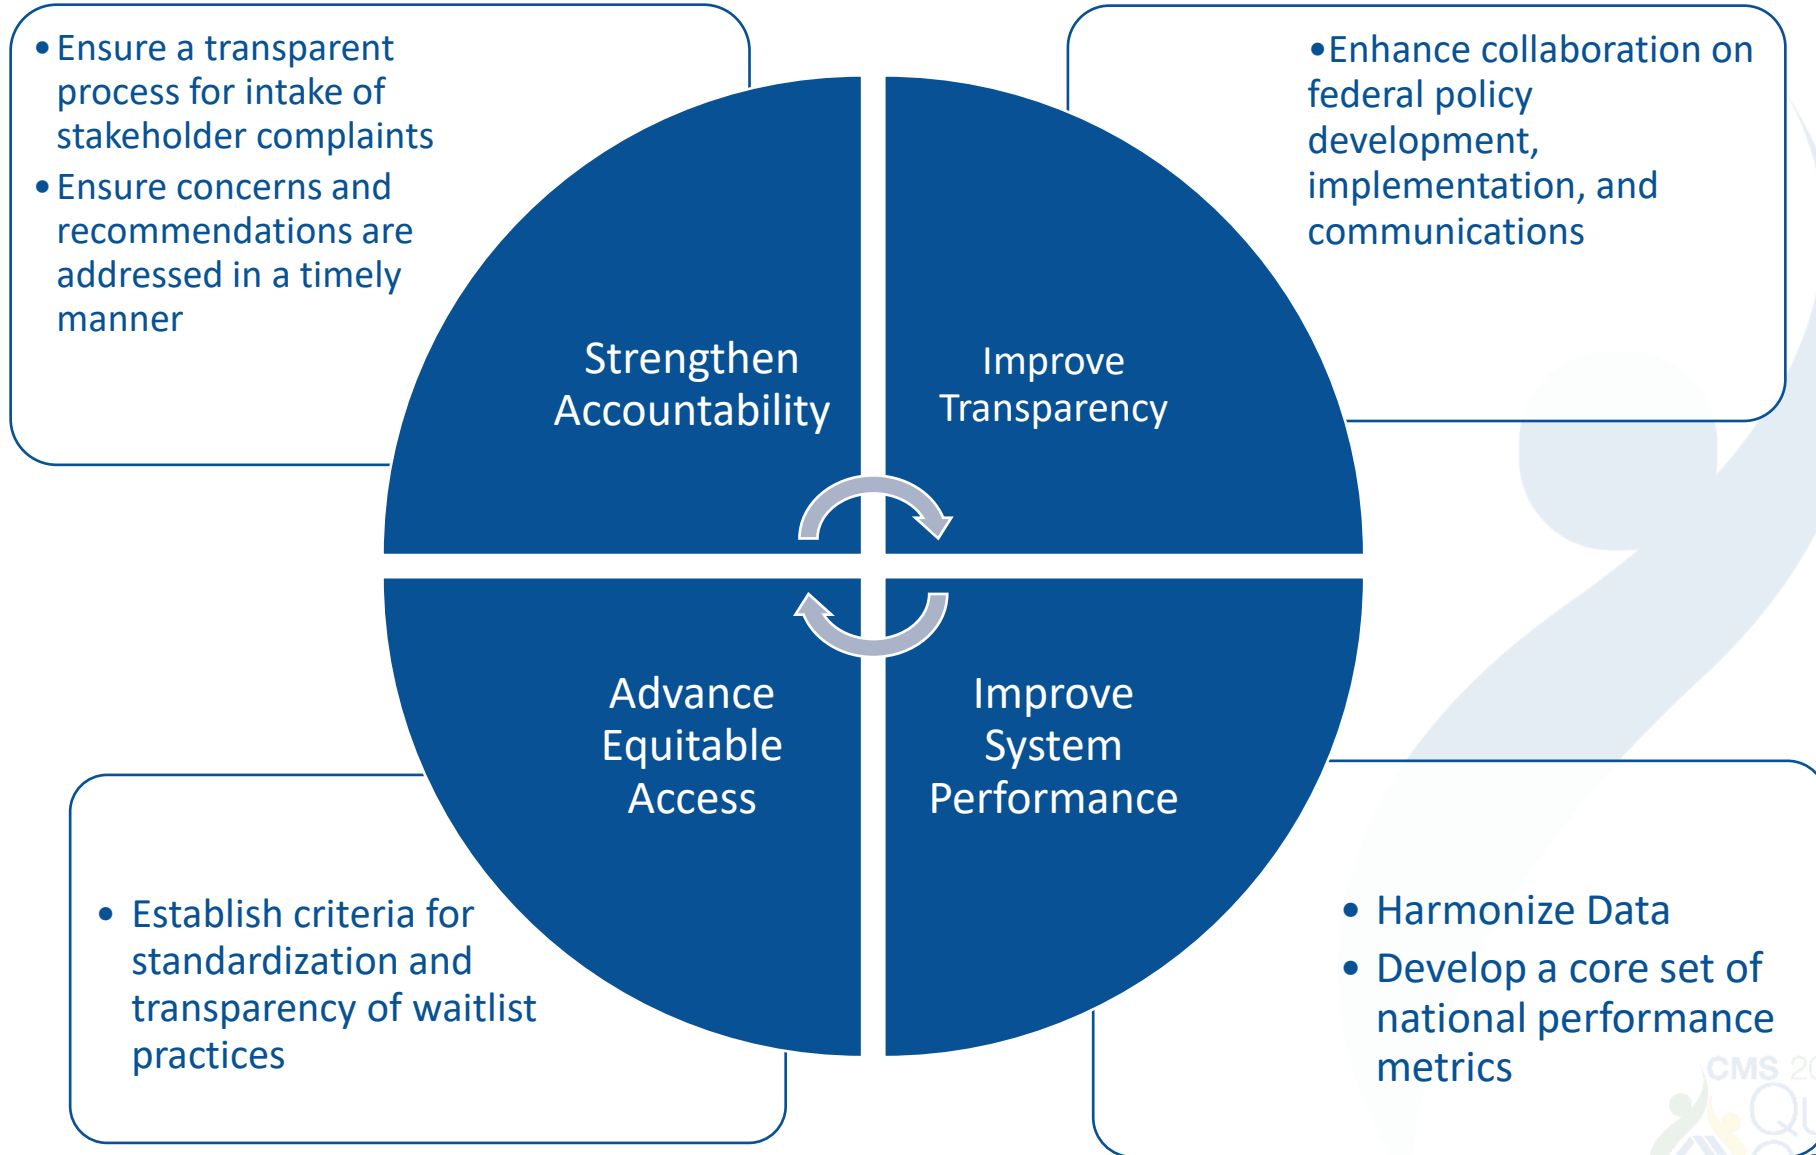 • Ensure a transparent
process for intake of
stakeholder complaints
• Ensure concerns and
recommendations are
addressed in a timely
manner
•Enhance collaboration on
federal policy
development,
implementation, and
communications
Strengthen
Accountability
Improve
Transparency
Advance
Equitable
Access
Improve
System
Performance
• Establish criteria for
standardization and
transparency of waitlist
practices
• Harmonize Data
• Develop a core set of
national performance
metrics
CMS 20
QU